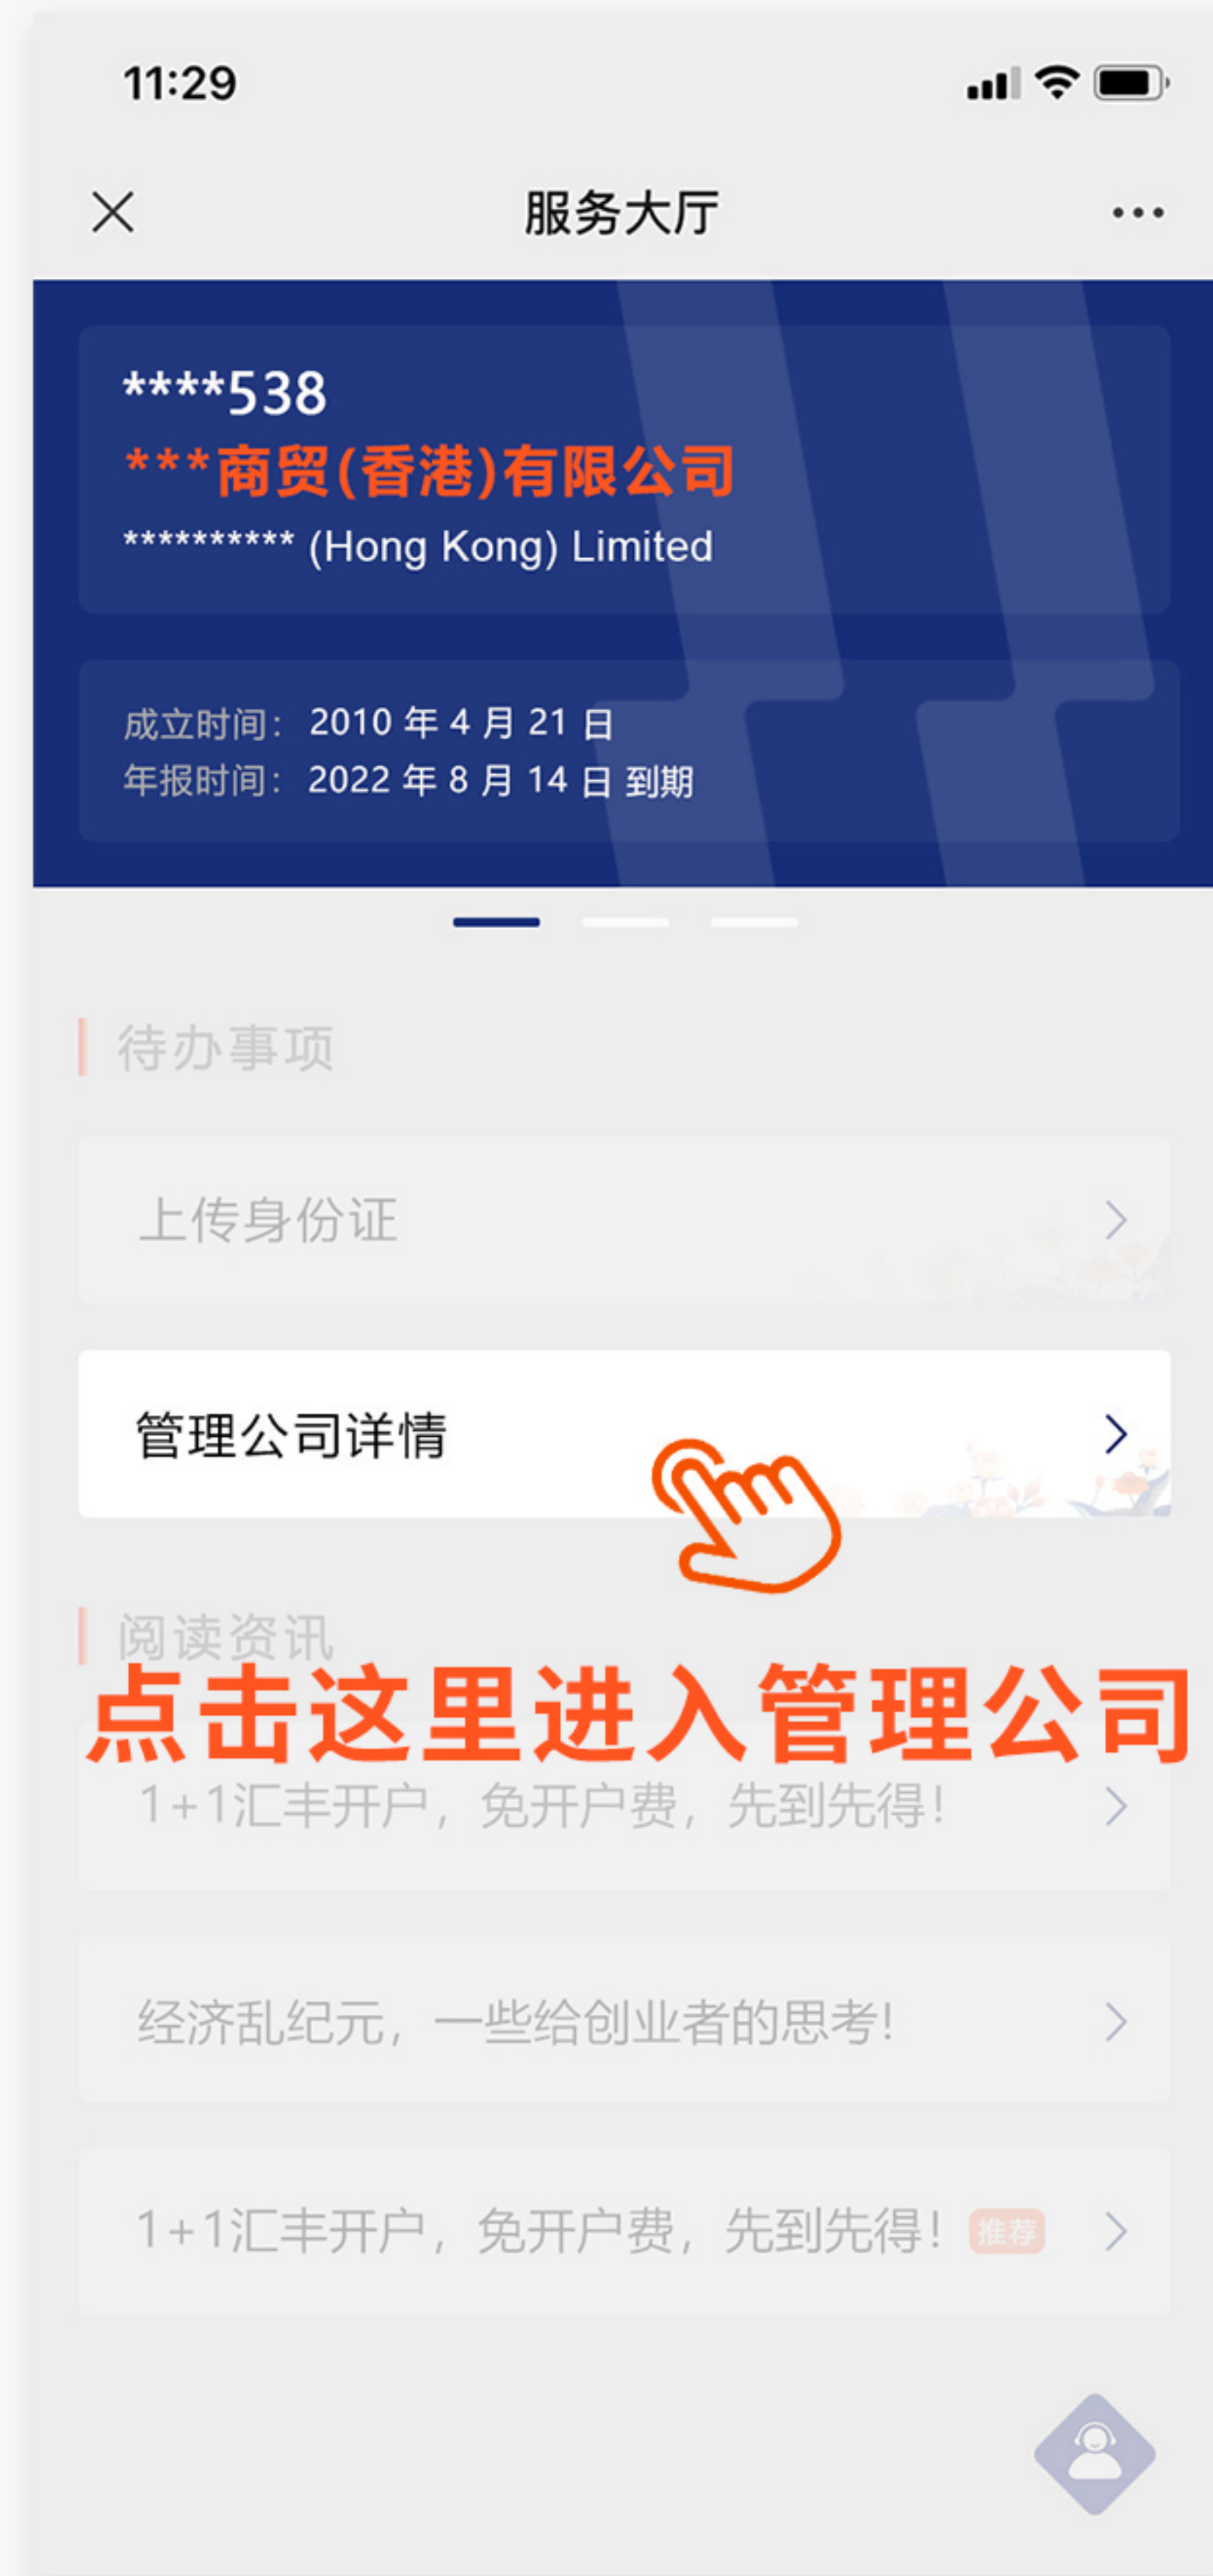 11:29
服务大厅
****538
***商贸(香港)有限公司
********** (Hong Kong) Limited
成立时间： 2010 年 4 月 21 日
年报时间： 2022 年 8 月 14 日 到期
待办事项
上传身份证
管理公司详情
阅读资讯
点击这里进入管理公司
1+1汇丰开户，免开户费，先到先得！
经济乱纪元，一些给创业者的思考！
1+1汇丰开户，免开户费，先到先得！ 推荐